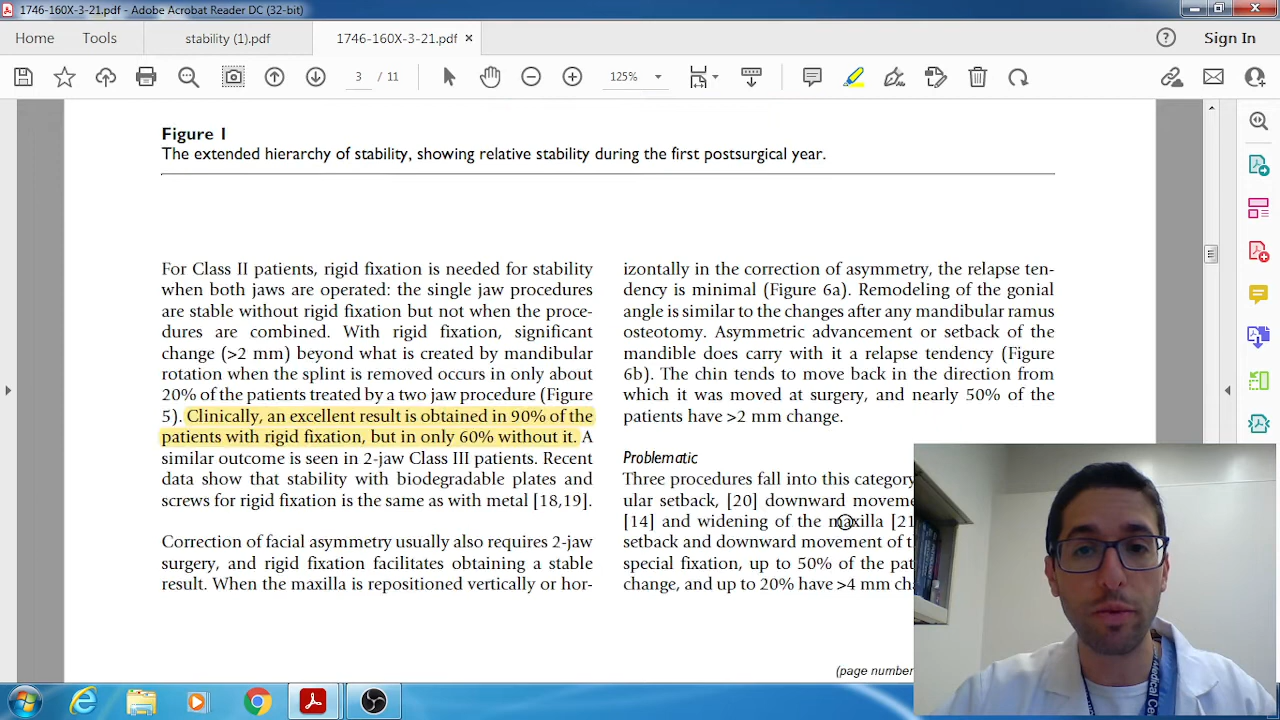 1746-160X-3-21.pdf - Adobe Acrobat Reader DC (32-bit)
Home
Tools
stability (1).pdf
1746-160X-3-21.pdf ×
Sign In
3 / 11
125%
Figure 1
The extended hierarchy of stability, showing relative stability during the first postsurgical year.
For Class II patients, rigid fixation is needed for stability
when both jaws are operated: the single jaw procedures
are stable without rigid fixation but not when the proce-
dures are combined. With rigid fixation, significant
change (>2 mm) beyond what is created by mandibular
rotation when the splint is removed occurs in only about
20% of the patients treated by a two jaw procedure (Figure
5). Clinically, an excellent result is obtained in 90% of the
patients with rigid fixation, but in only 60% without it. A
similar outcome is seen in 2-jaw Class III patients. Recent
data show that stability with biodegradable plates and
screws for rigid fixation is the same as with metal [18,19].
Correction of facial asymmetry usually also requires 2-jaw
surgery, and rigid fixation facilitates obtaining a stable
result. When the maxilla is repositioned vertically or hor-
izontally in the correction of asymmetry, the relapse ten-
dency is minimal (Figure 6a). Remodeling of the gonial
angle is similar to the changes after any mandibular ramus
osteotomy. Asymmetric advancement or setback of the
mandible does carry with it a relapse tendency (Figure
6b). The chin tends to move back in the direction from
which it was moved at surgery, and nearly 50% of the
patients have >2 mm change.
Problematic
Three procedures fall into this category
ular setback, [20] downward moveme
[14] and widening of the maxilla [21
setback and downward movement of t
special fixation, up to 50% of the pat
change, and up to 20% have >4 mm ch
(page number
Medical Ce